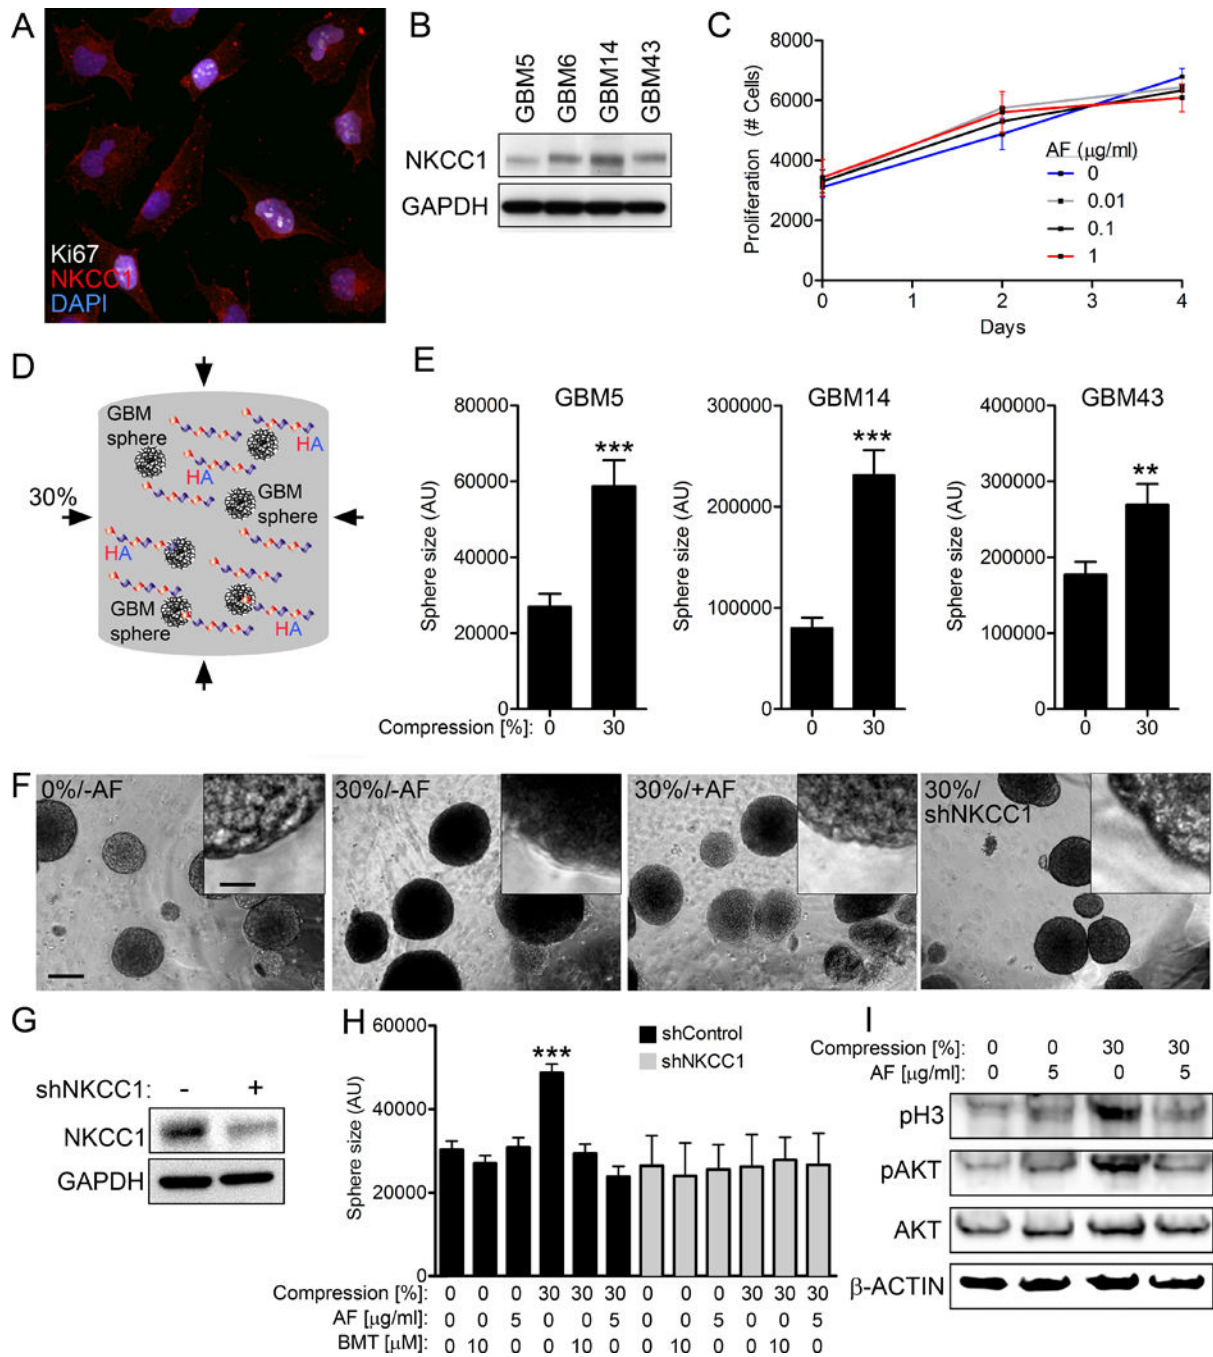 A
Ki67
NKCC1
DAPI
B
GBM5
GBM6
GBM14
GBM43
NKCC1
GAPDH
C
Proliferation (# Cells)
8000
6000
4000
2000
0
0 1 2 3 4
Days
AF (µg/ml)
0
0.01
0.1
1
D
GBM
sphere
HA
HA
GBM
sphere
30%
HA
GBM
sphere
HA
E
GBM5
Sphere size (AU)
80000
60000
40000
20000
0
***
Compression [%]: 0 30
GBM14
Sphere size (AU)
300000
200000
100000
0
***
0 30
GBM43
Sphere size (AU)
400000
300000
200000
100000
0
**
0 30
F
0%/-AF
30%/-AF
30%/+AF
30%/
shNKCC1
G
shNKCC1: - +
NKCC1
GAPDH
H
Sphere size (AU)
60000
40000
20000
0
***
shControl
shNKCC1
Compression [%]: 0 0 0 30 30 30 0 0 0 30 30 30
AF [µg/ml]: 0 0 5 0 0 5 0 0 5 0 0 5
BMT [µM]: 0 10 0 0 10 0 0 10 0 0 10 0
I
Compression [%]: 0 0 30 30
AF [µg/ml]: 0 5 0 5
pH3
pAKT
AKT
β-ACTIN